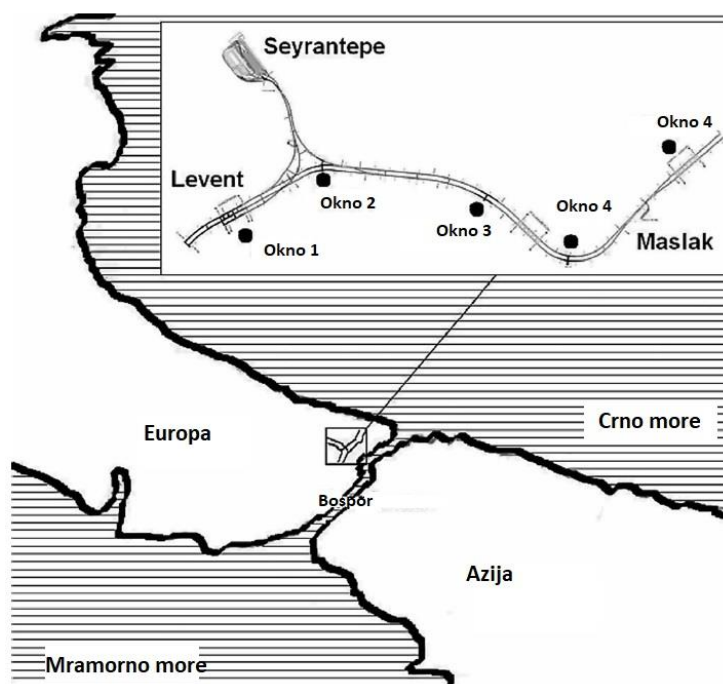 Seyrantepe
Okno 4
Levent
Okno 2
Okno 4
Okno 3
Maslak
Okno 1
Europa
Crno more
Bospor
Azija
Mramorno more